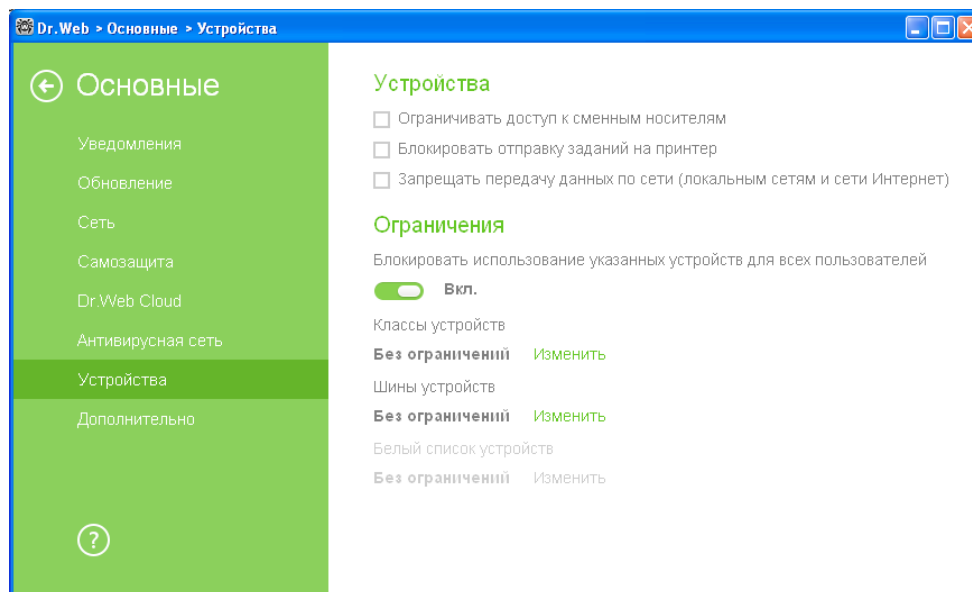 Dr.Web > Основные > Устройства
Основные
Уведомления
Обновление
Сеть
Самозащита
Dr.Web Cloud
Антивирусная сеть
Устройства
Дополнительно
?
Устройства
Ограничивать доступ к сменным носителям
Блокировать отправку заданий на принтер
Запрещать передачу данных по сети (локальным сетям и сети Интернет)
Ограничения
Блокировать использование указанных устройств для всех пользователей
Вкл.
Классы устройств
Без ограничений Изменить
Шины устройств
Без ограничений Изменить
Белый список устройств
Без ограничений Изменить